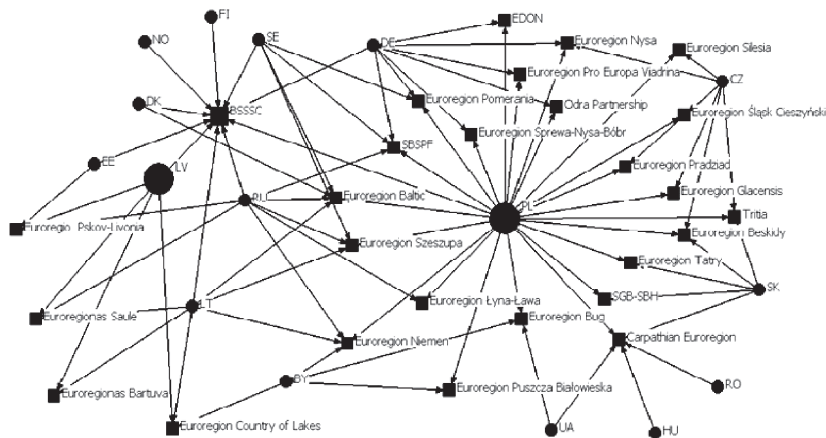 FI
NO
SE
DE
EDON
Euroregion Nysa
Euroregion Silesia
Euroregion Pro Europa Viadrina
CZ
DK
BSSSC
Euroregion Pomerania
Odra Partnership
Euroregion Śląsk Cieszyński
Euroregion Sprewa-Nysa-Bóbr
SBSPF
EE
LV
Euroregion Pradziad
RU
Euroregion Baltic
Euroregion Glacensis
PL
Tritia
Euroregio Pskov-Livonia
Euroregion Szeszupa
Euroregion Beskidy
Euroregion Tatry
SK
Euroregionas Saule
LT
Euroregion Łyna-Ława
SGB-SBH
Euroregion Bug
Euroregion Niemen
Carpathian Euroregion
BY
RO
Euroregionas Bartuva
Euroregion Puszcza Białowieska
Euroregion Country of Lakes
UA
HU